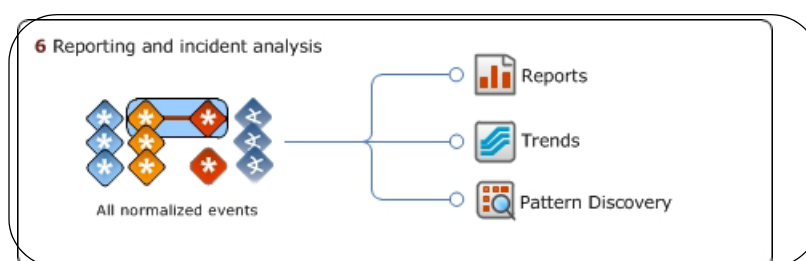 6 Reporting and incident analysis
Reports
Trends
Pattern Discovery
All normalized events